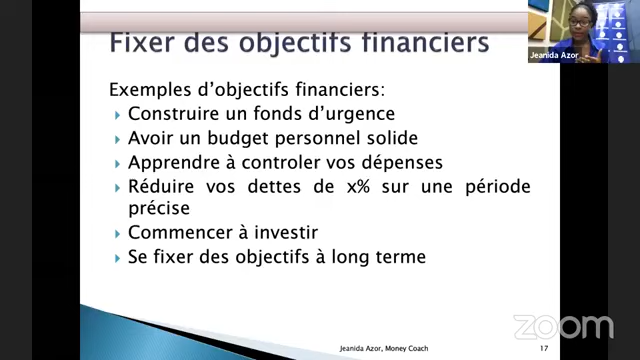 Fixer des objectifs financiers
Jeanida Azor
Exemples d'objectifs financiers:
Construire un fonds d'urgence
Avoir un budget personnel solide
Apprendre à controler vos dépenses
Réduire vos dettes de x% sur une période
précise
Commencer à investir
Se fixer des objectifs à long terme
zoom
Jeanida Azor, Money Coach
17